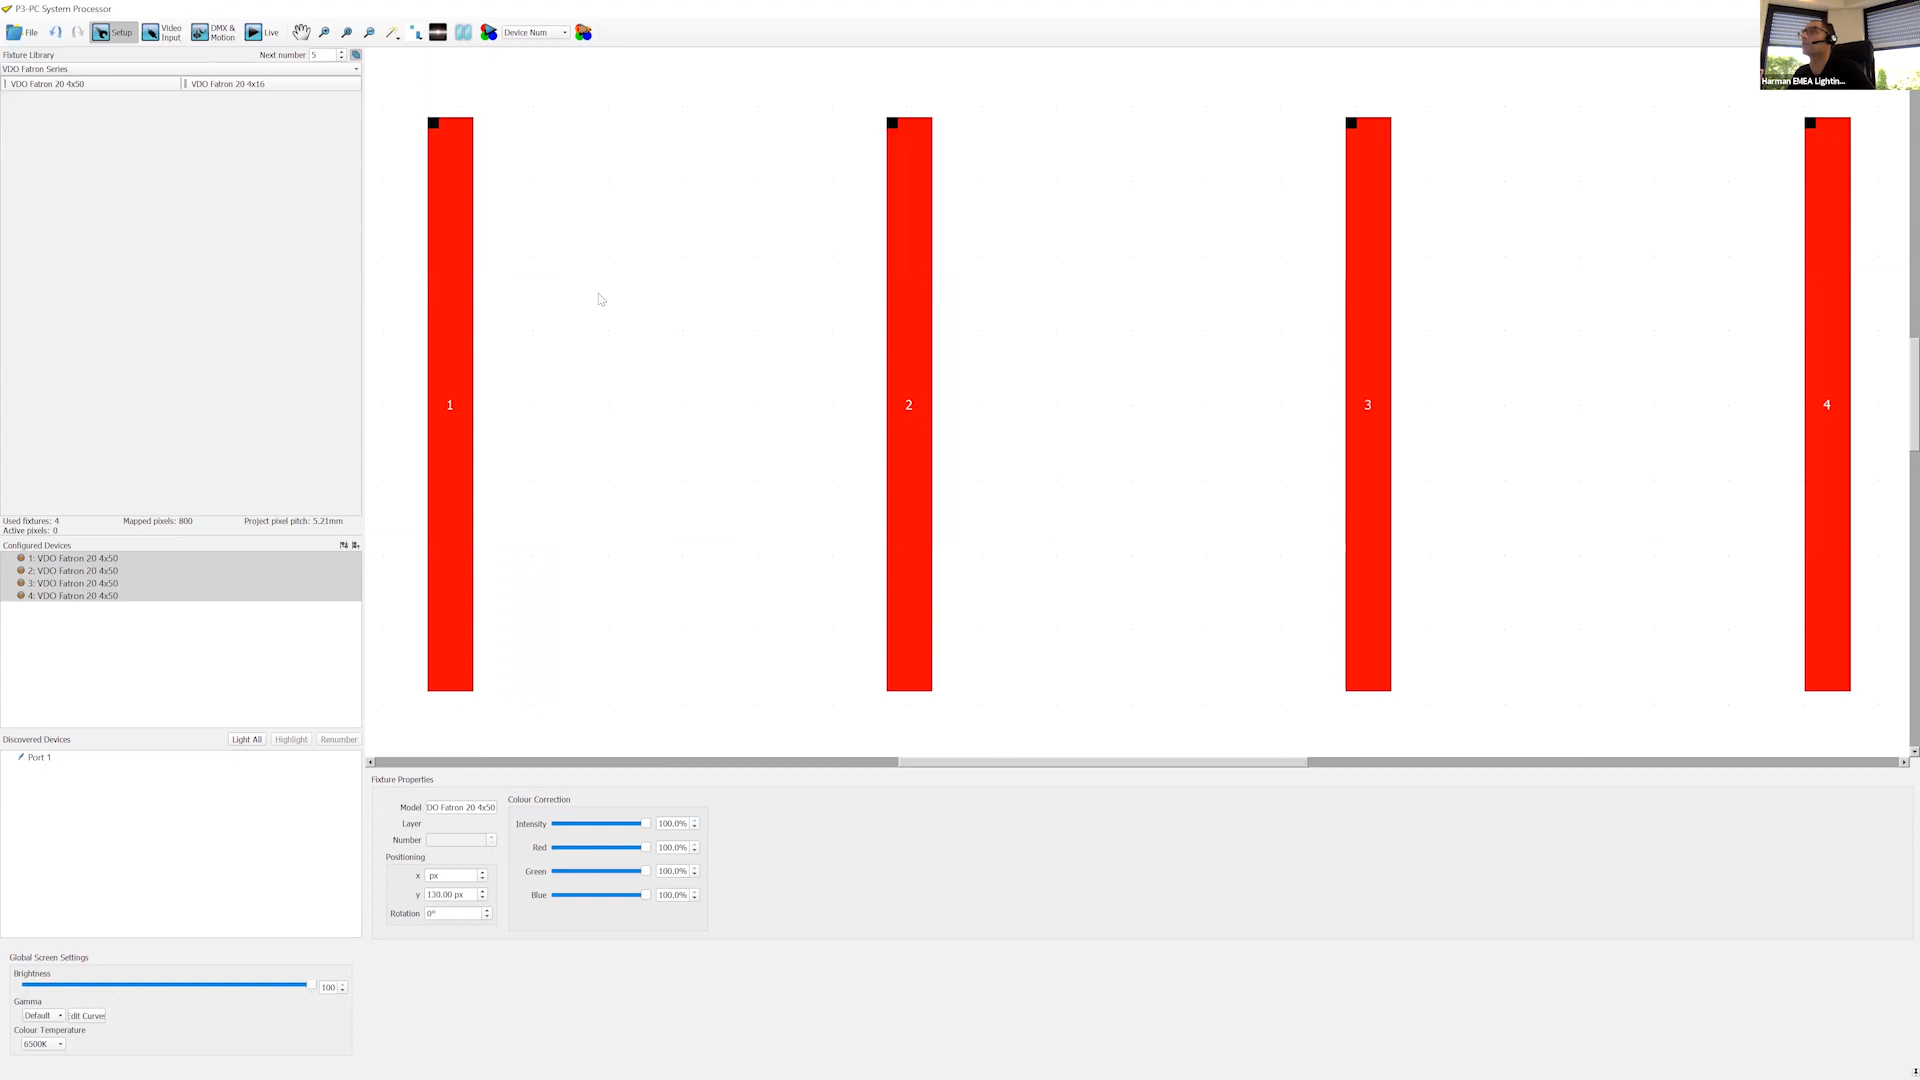 P3-PC System Processor
File
Setup
Video Input
DMX & Motion
Live
Device Num
Harman EMEA Lightin...
Fixture Library
Next number 5
VDO Fatron Series
VDO Fatron 20 4x50
VDO Fatron 20 4x16
1
2
3
4
Used fixtures: 4
Mapped pixels: 800
Project pixel pitch: 5.21mm
Active pixels: 0
Configured Devices
1: VDO Fatron 20 4x50
2: VDO Fatron 20 4x50
3: VDO Fatron 20 4x50
4: VDO Fatron 20 4x50
Discovered Devices
Light All
Highlight
Renumber
Port 1
Fixture Properties
Model DO Fatron 20 4x50
Layer
Number
Positioning
x px
y 130.00 px
Rotation 0°
Colour Correction
Intensity 100.0%
Red 100.0%
Green 100.0%
Blue 100.0%
Global Screen Settings
Brightness
100
Gamma
Default
Edit Curves
Colour Temperature
6500K